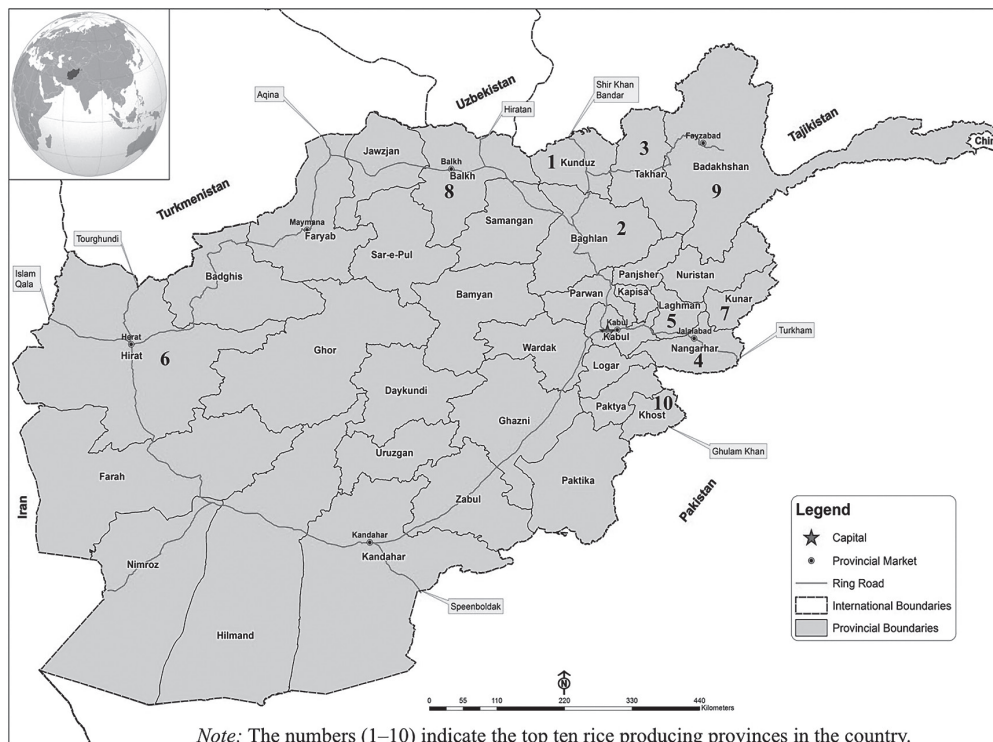 Uzbekistan
Tajikistan
Turkmenistan
Iran
Pakistan
Aqina
Hiratan
Shir Khan
Bandar
Tourghundi
Islam
Qala
Turkham
Ghulam Khan
Speenboldak
Jawzjan
Balkh
Balkh
8
1
Kunduz
3
Takhar
Fayzabad
Badakhshan
9
Maymana
Faryab
Sar-e-Pul
Samangan
Baghlan
2
Badghis
Bamyan
Panjsher
Nuristan
Parwan
Kapisa
Laghman
5
Kunar
7
Kabul
Kabul
Jalalabad
Nangarhar
4
Herat
Hirat
6
Ghor
Wardak
Logar
Daykundi
Ghazni
Paktya
10
Khost
Uruzgan
Farah
Zabul
Paktika
Nimroz
Kandahar
Kandahar
Hilmand
Legend
Capital
Provincial Market
Ring Road
International Boundaries
Provincial Boundaries
N
0 55 110 220 330 440
Kilometers
Note: The numbers (1–10) indicate the top ten rice producing provinces in the country.